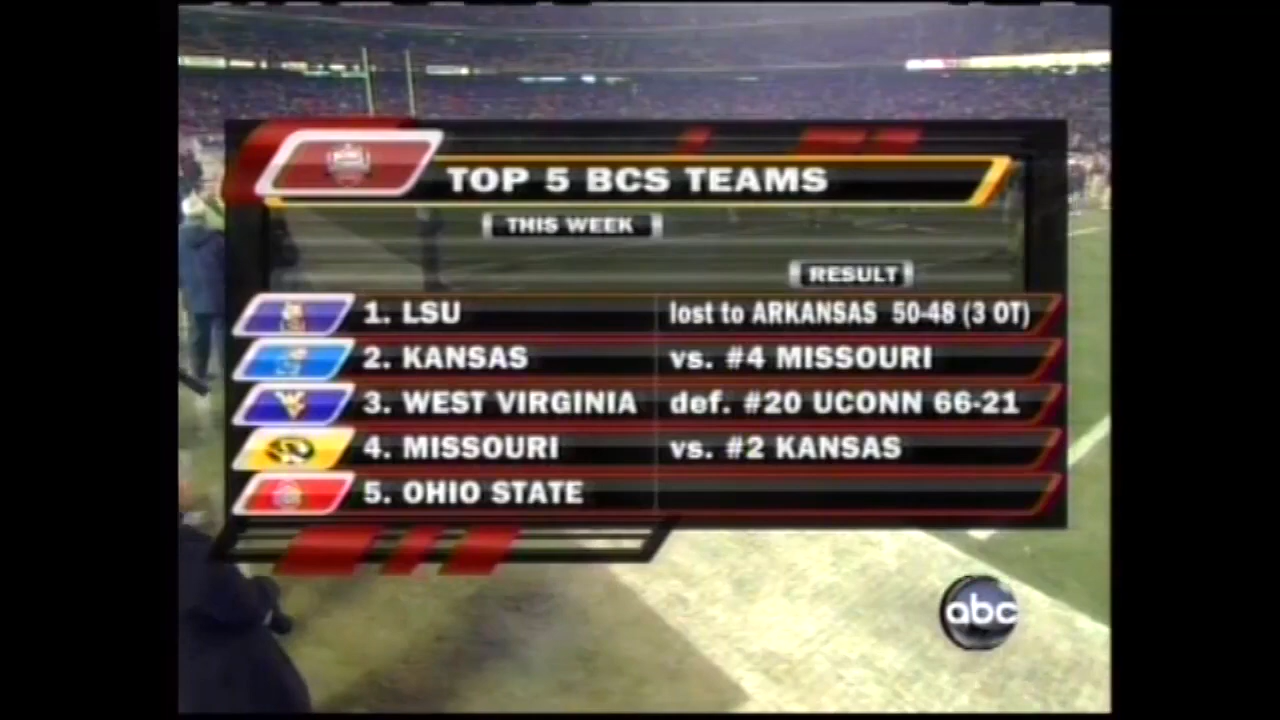 TOP 5 BCS TEAMS
THIS WEEK
RESULT
1. LSU lost to ARKANSAS 50-48 (3 OT)
2. KANSAS vs. #4 MISSOURI
3. WEST VIRGINIA def. #20 UCONN 66-21
4. MISSOURI vs. #2 KANSAS
5. OHIO STATE
abc